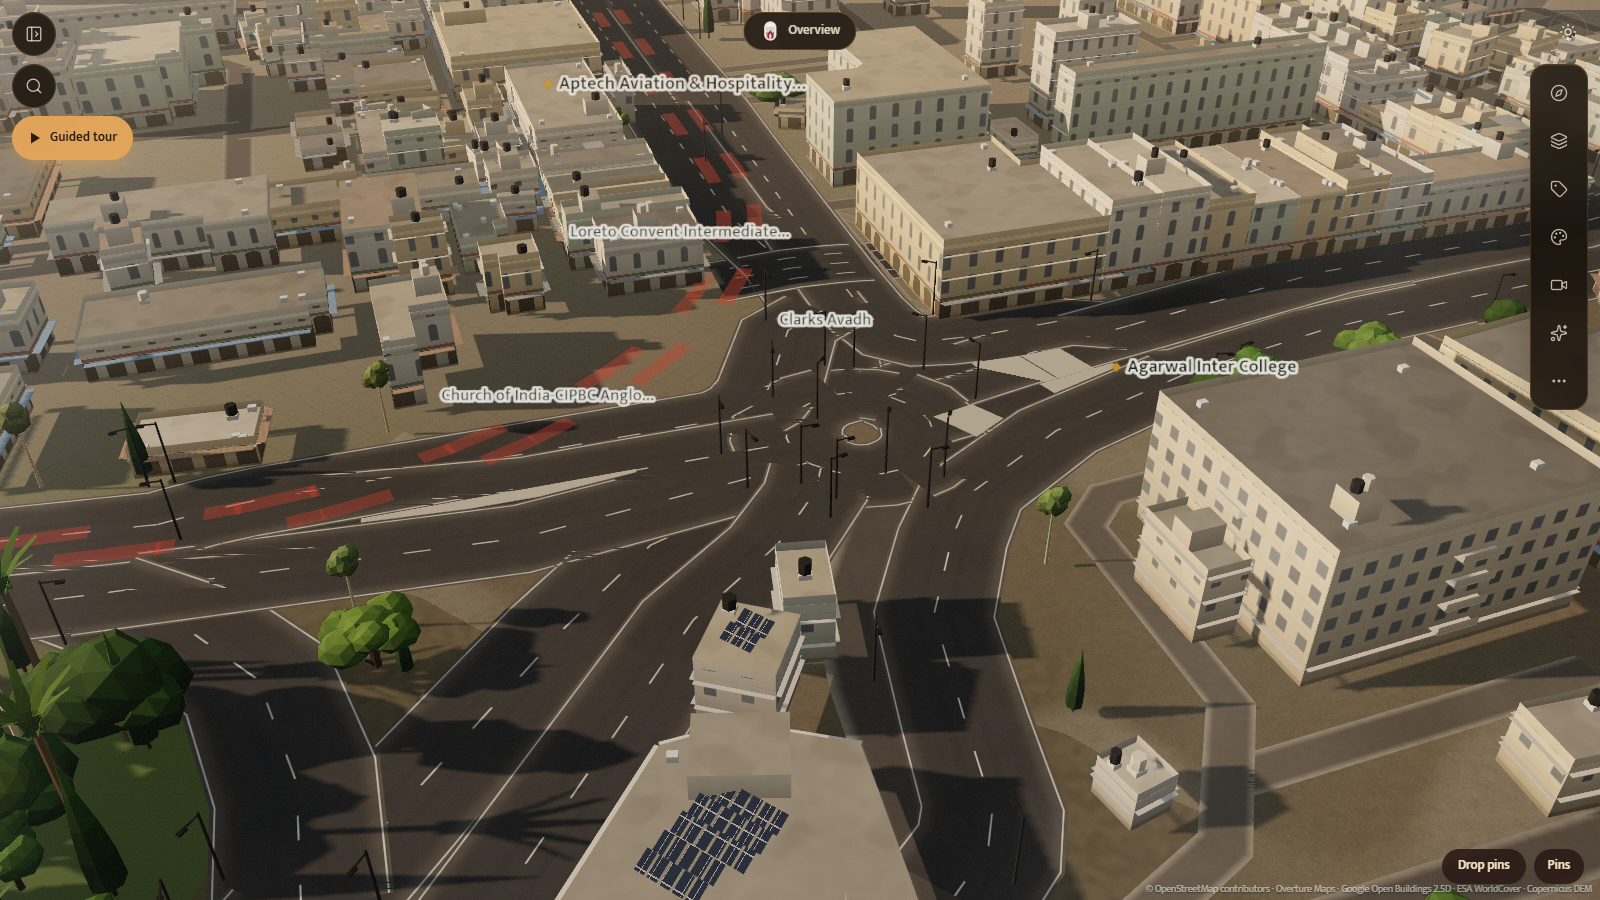 Overview
Aptech Aviation & Hospitality...
Guided tour
Loreto Convent Intermediate...
Clarks Avadh
Agarwal Inter College
Church of India-CIPBC Anglo...
Drop pins
Pins
© OpenStreetMap contributors · Overture Maps · Google Open Buildings 2.5D · ESA WorldCover · Copernicus DEM